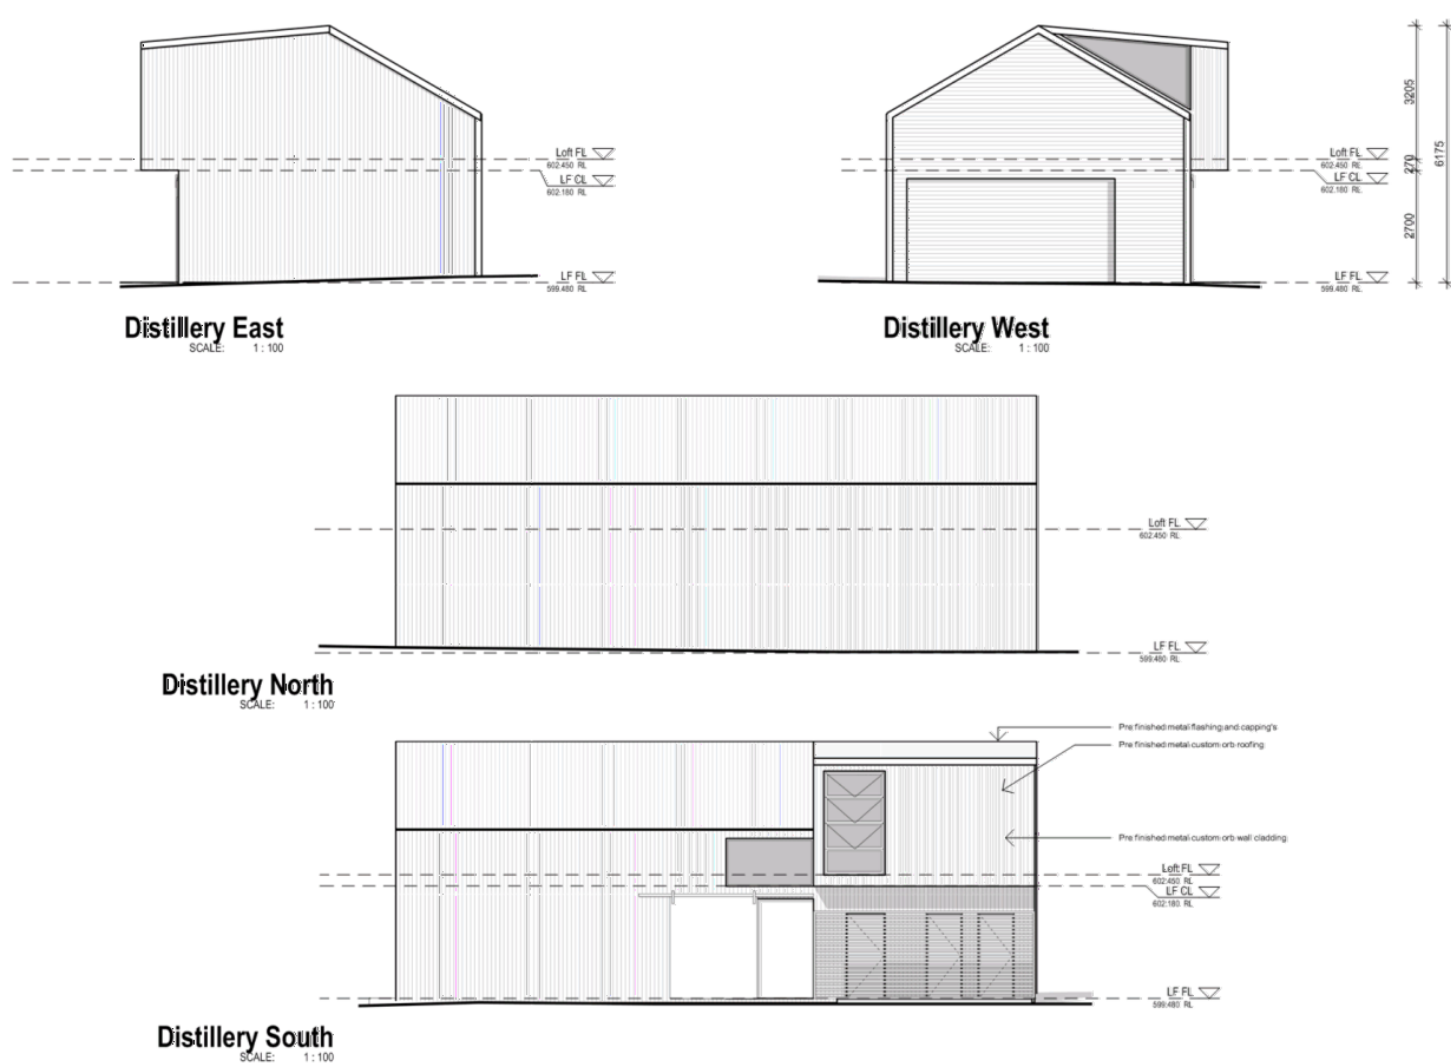 Loft FL
602.450 RL
LF CL
602.180 RL
LF FL
599.480 RL
Distillery East
SCALE: 1 : 100
Loft FL
602.450 RL
LF CL
602.180 RL
LF FL
599.480 RL
3205
270
2700
6175
Distillery West
SCALE: 1 : 100
Loft FL
602.450 RL
LF FL
599.480 RL
Distillery North
SCALE: 1 : 100
Pre finished metal flashing and capping's
Pre finished metal custom orb roofing
Pre finished metal custom orb wall cladding
Loft FL
602.450 RL
LF CL
602.180 RL
LF FL
599.480 RL
Distillery South
SCALE: 1 : 100